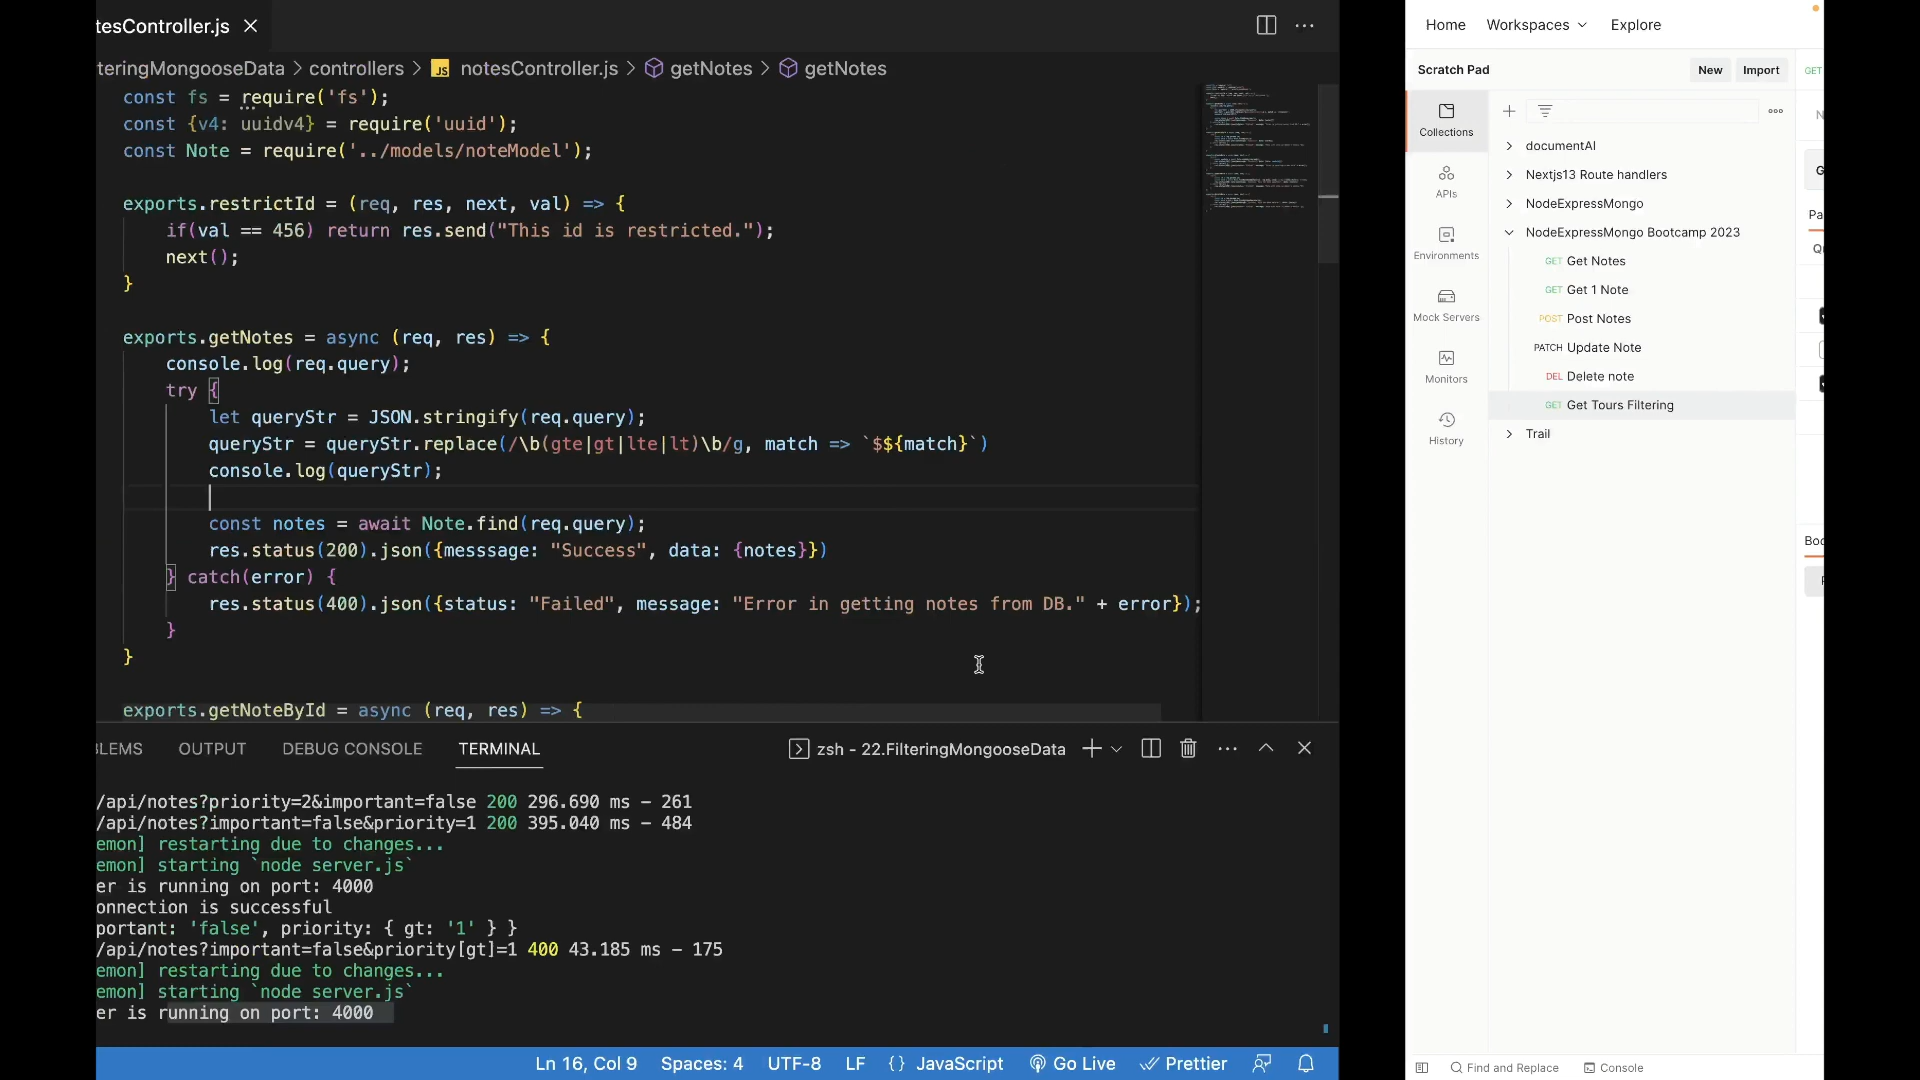 tesController.js
teringMongooseData > controllers > JS notesController.js > getNotes > getNotes
const fs = require('fs');
const {v4: uuidv4} = require('uuid');
const Note = require('../models/noteModel');
exports.restrictId = (req, res, next, val) => {
if(val == 456) return res.send("This id is restricted.");
next();
}
exports.getNotes = async (req, res) => {
console.log(req.query);
try {
let queryStr = JSON.stringify(req.query);
queryStr = queryStr.replace(/\b(gte|gt|lte|lt)\b/g, match => `$${match}`)
console.log(queryStr);
const notes = await Note.find(req.query);
res.status(200).json({messsage: "Success", data: {notes}})
} catch(error) {
res.status(400).json({status: "Failed", message: "Error in getting notes from DB." + error});
}
}
exports.getNoteById = async (req, res) => {
BLEMS OUTPUT DEBUG CONSOLE TERMINAL zsh - 22.FilteringMongooseData
/api/notes?priority=2&important=false 200 296.690 ms - 261
/api/notes?important=false&priority=1 200 395.040 ms - 484
emon] restarting due to changes...
emon] starting `node server.js`
er is running on port: 4000
onnection is successful
portant: 'false', priority: { gt: '1' } }
/api/notes?important=false&priority[gt]=1 400 43.185 ms - 175
emon] restarting due to changes...
emon] starting `node server.js`
er is running on port: 4000
Ln 16, Col 9 Spaces: 4 UTF-8 LF {} JavaScript Go Live Prettier
Home Workspaces Explore
Scratch Pad New Import GET
Collections
APIs
Environments
Mock Servers
Monitors
History
documentAI
Nextjs13 Route handlers
NodeExpressMongo
NodeExpressMongo Bootcamp 2023
GET Get Notes
GET Get 1 Note
POST Post Notes
PATCH Update Note
DEL Delete note
GET Get Tours Filtering
Trail
Find and Replace Console